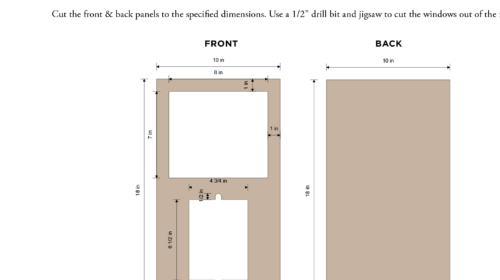 Cut the front & back panels to the specified dimensions. Use a 1/2" drill bit and jigsaw to cut the windows out of the
FRONT
BACK
10 in
10 in
8 in
1 in
1 in
7 in
4 3/4 in
1/2 in
18 in
18 in
6 1/2 in